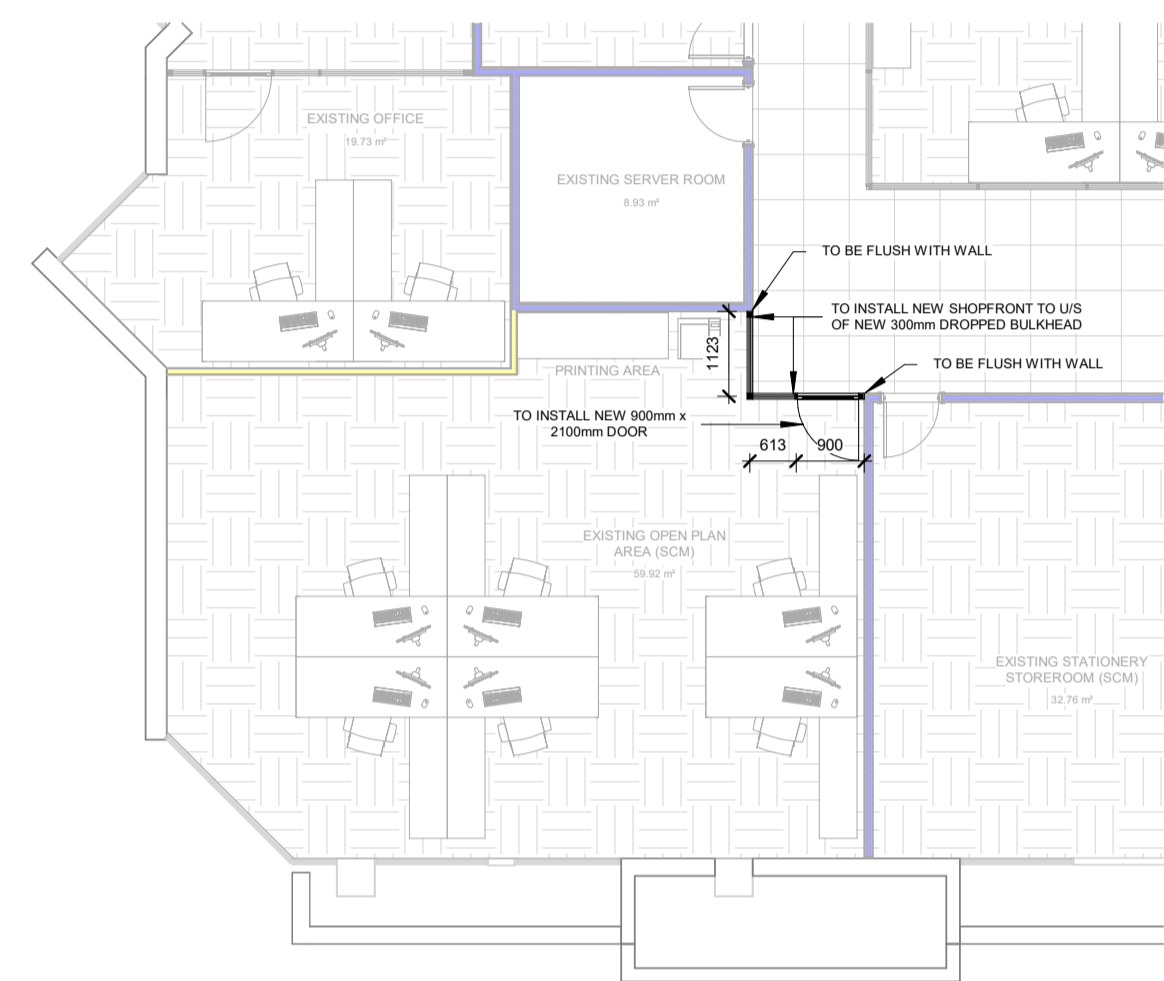 EXISTING OFFICE
19.73 m²
EXISTING SERVER ROOM
8.93 m²
TO BE FLUSH WITH WALL
TO INSTALL NEW SHOPFRONT TO U/S
OF NEW 300mm DROPPED BULKHEAD
1123
TO BE FLUSH WITH WALL
PRINTING AREA
TO INSTALL NEW 900mm x
2100mm DOOR
613
900
EXISTING OPEN PLAN
AREA (SCM)
59.92 m²
EXISTING STATIONERY
STOREROOM (SCM)
32.76 m²